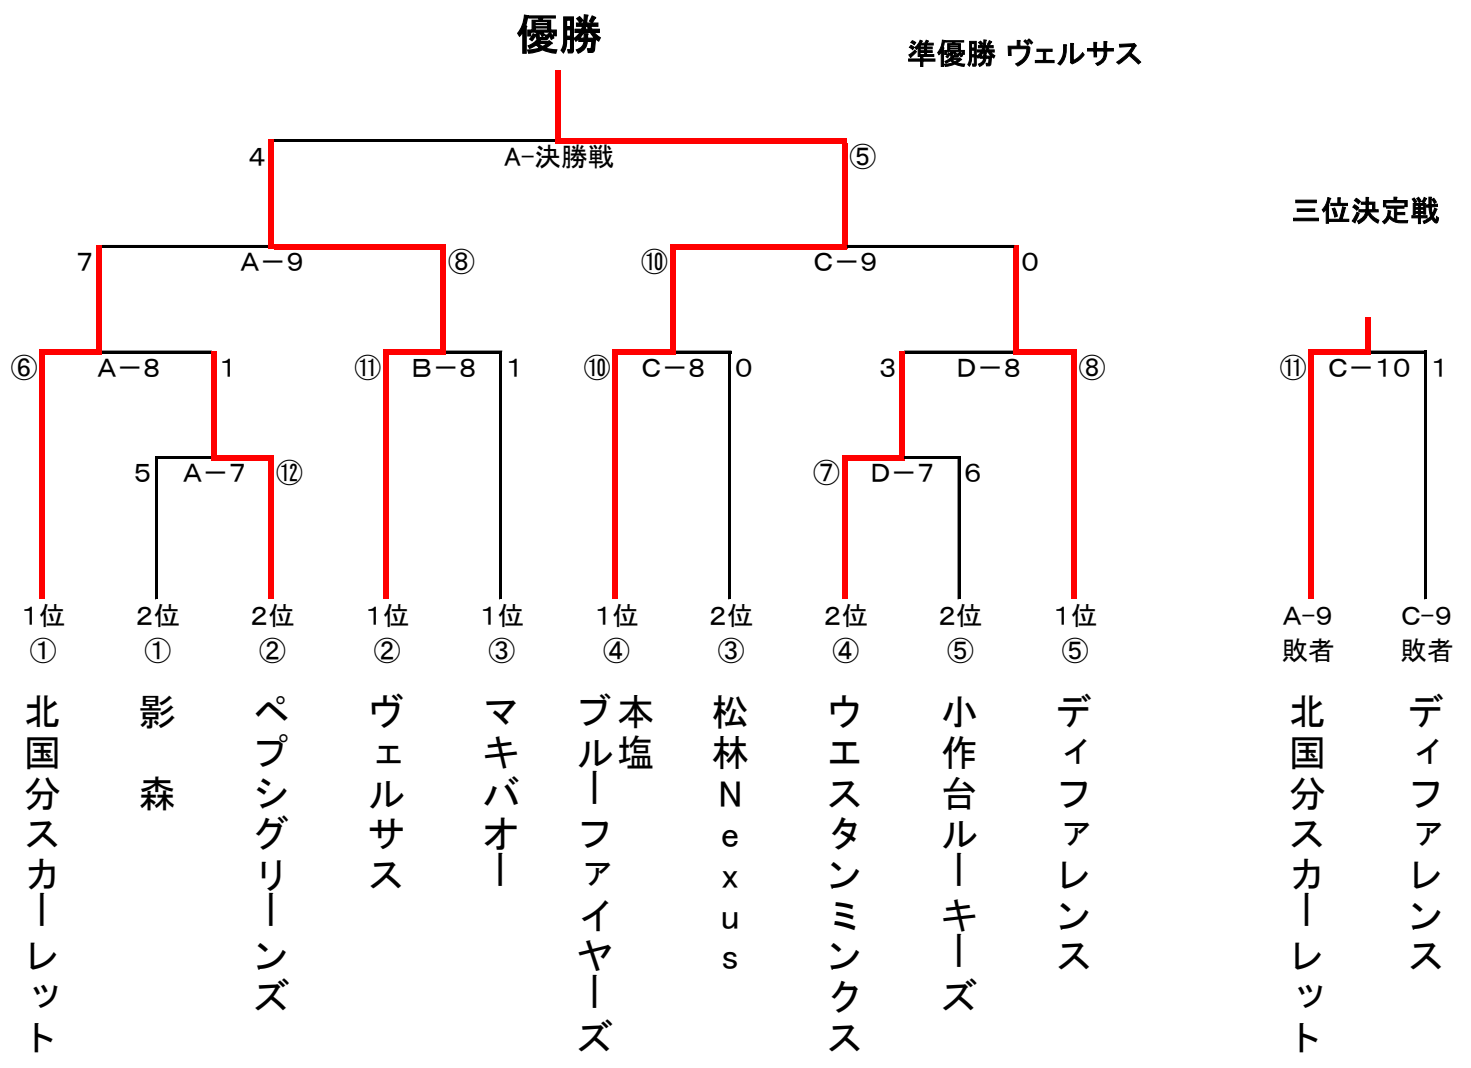 優勝
準優勝 ヴェルサス
4
A-決勝戦
⑤
三位決定戦
7
A－9
⑧
⑩
C－9
0
⑥
A－8
1
⑪
B－8
1
⑩
C－8
0
3
D－8
⑧
⑪
C－10
1
5
A－7
⑫
⑦
D－7
6
1位
2位
2位
1位
1位
1位
2位
2位
2位
1位
A-9
C-9
①
①
②
②
③
④
③
④
⑤
⑤
敗者
敗者
北国分スカーレット
影　森
ペプシグリーンズ
ヴェルサス
マキバオー
本塩
ブルーファイヤーズ
松林Nexus
ウエスタンミンクス
小作台ルーキーズ
ディファレンス
北国分スカーレット
ディファレンス